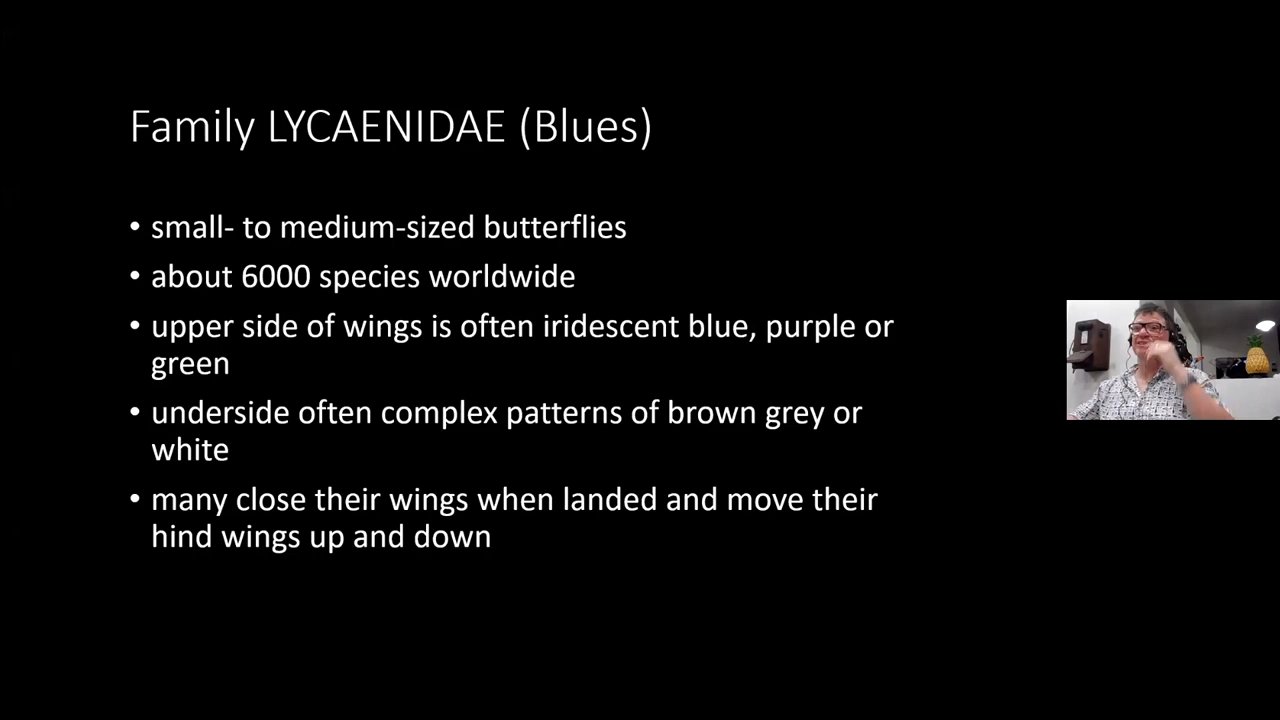 Family LYCAENIDAE (Blues)
• small- to medium-sized butterflies
• about 6000 species worldwide
• upper side of wings is often iridescent blue, purple or
green
• underside often complex patterns of brown grey or
white
• many close their wings when landed and move their
hind wings up and down